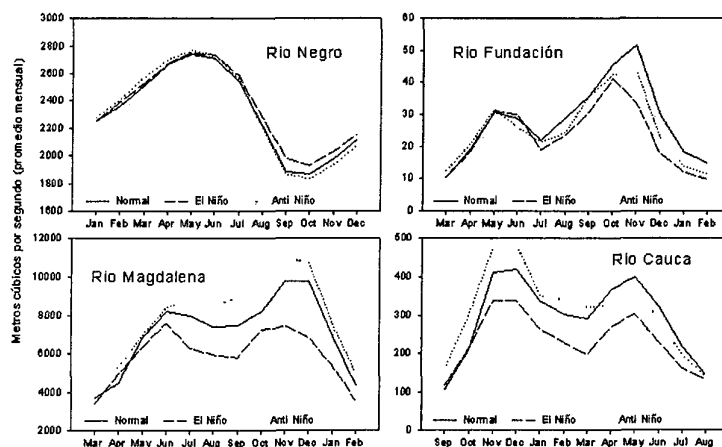 Metros cúbicos por segundo (promedio mensual)
Rio Negro
3000
2800
2600
2400
2200
2000
1800
1600
Normal El Niño Anti Niño
Jan Feb Mar Apr May Jun Jul Aug Sep Oct Nov Dec
Rio Fundación
60
50
40
30
20
10
0
Normal El Niño Anti Niño
Mar Apr May Jun Jul Aug Sep Oct Nov Dec Jan Feb
Rio Magdalena
12000
10000
8000
6000
4000
2000
Normal El Niño Anti Niño
Mar Apr May Jun Jul Aug Sep Oct Nov Dec Jan Feb
Rio Cauca
500
400
300
200
100
0
Normal El Niño Anti Niño
Sep Oct Nov Dec Jan Feb Mar Apr May Jun Jul Aug